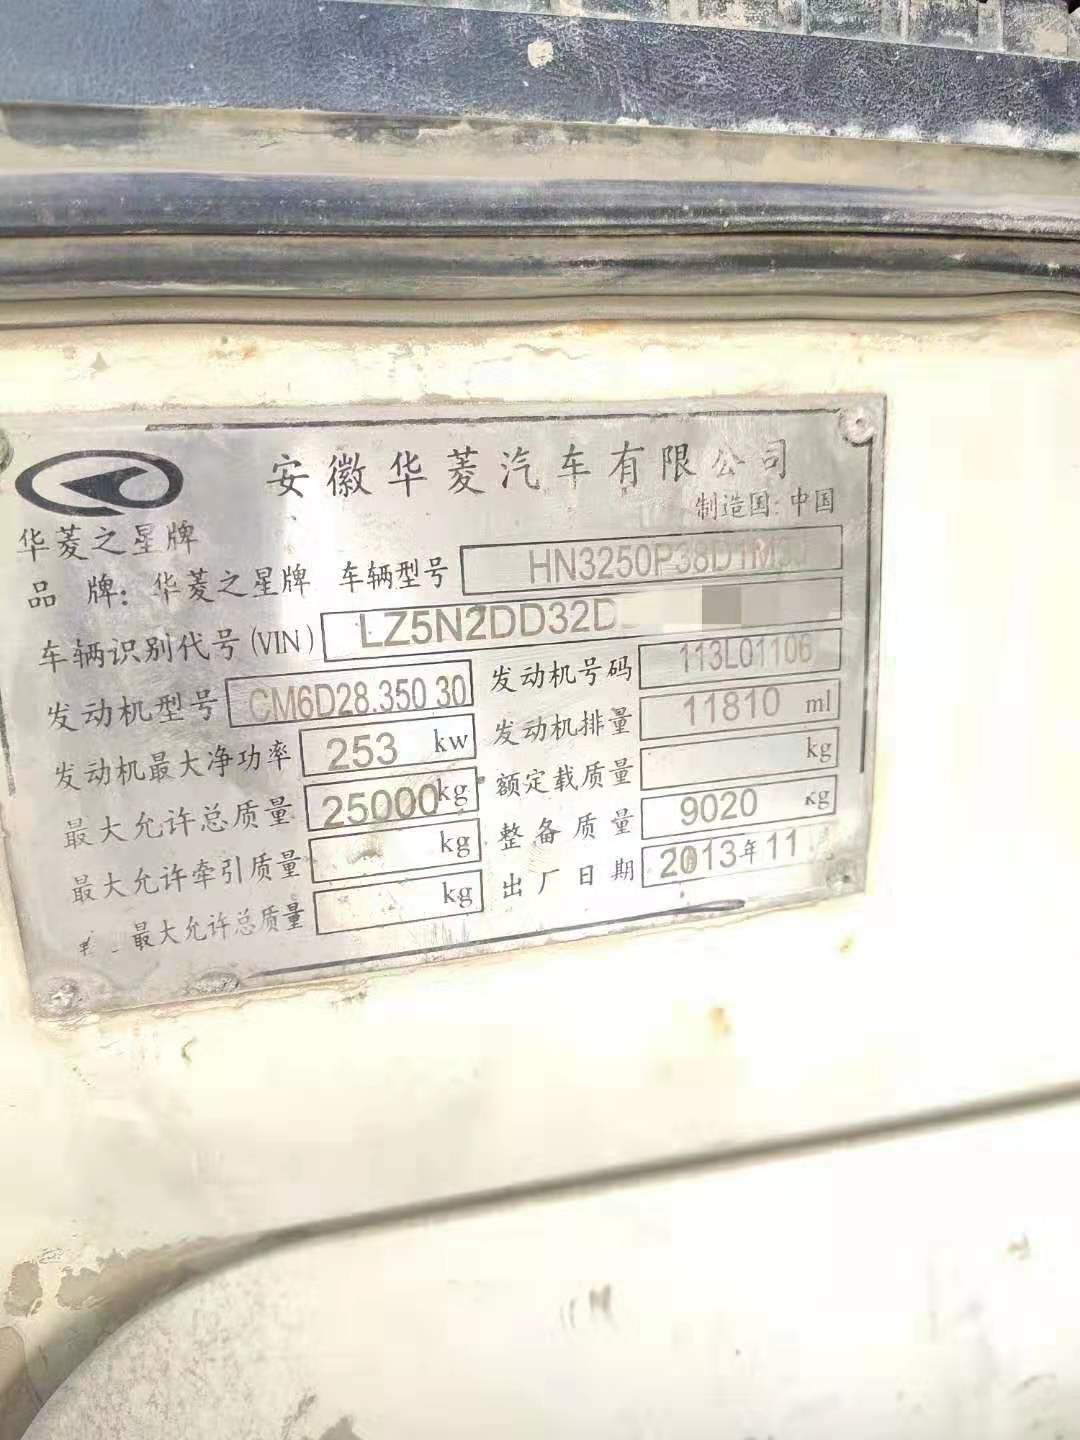 安徽华菱汽车有限公司
制造国:中国
华菱之星牌
品 牌:华菱之星牌 车辆型号 HN3250P38D1M3
车辆识别代号(VIN) LZ5N2DD32D
发动机型号 CM6D28.350 30 发动机号码 113L01106
发动机最大净功率 253 kw 发动机排量 11810 ml
最大允许总质量 25000kg 额定载质量 kg
最大允许牵引质量 kg 整备质量 9020 kg
最大允许总质量 kg 出厂日期 2013年11